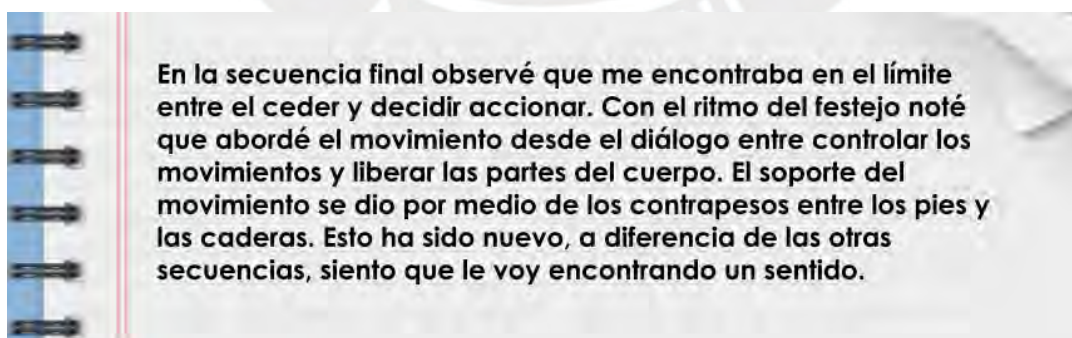 En la secuencia final observé que me encontraba en el límite
entre el ceder y decidir accionar. Con el ritmo del festejo noté
que abordé el movimiento desde el diálogo entre controlar los
movimientos y liberar las partes del cuerpo. El soporte del
movimiento se dio por medio de los contrapesos entre los pies y
las caderas. Esto ha sido nuevo, a diferencia de las otras
secuencias, siento que le voy encontrando un sentido.